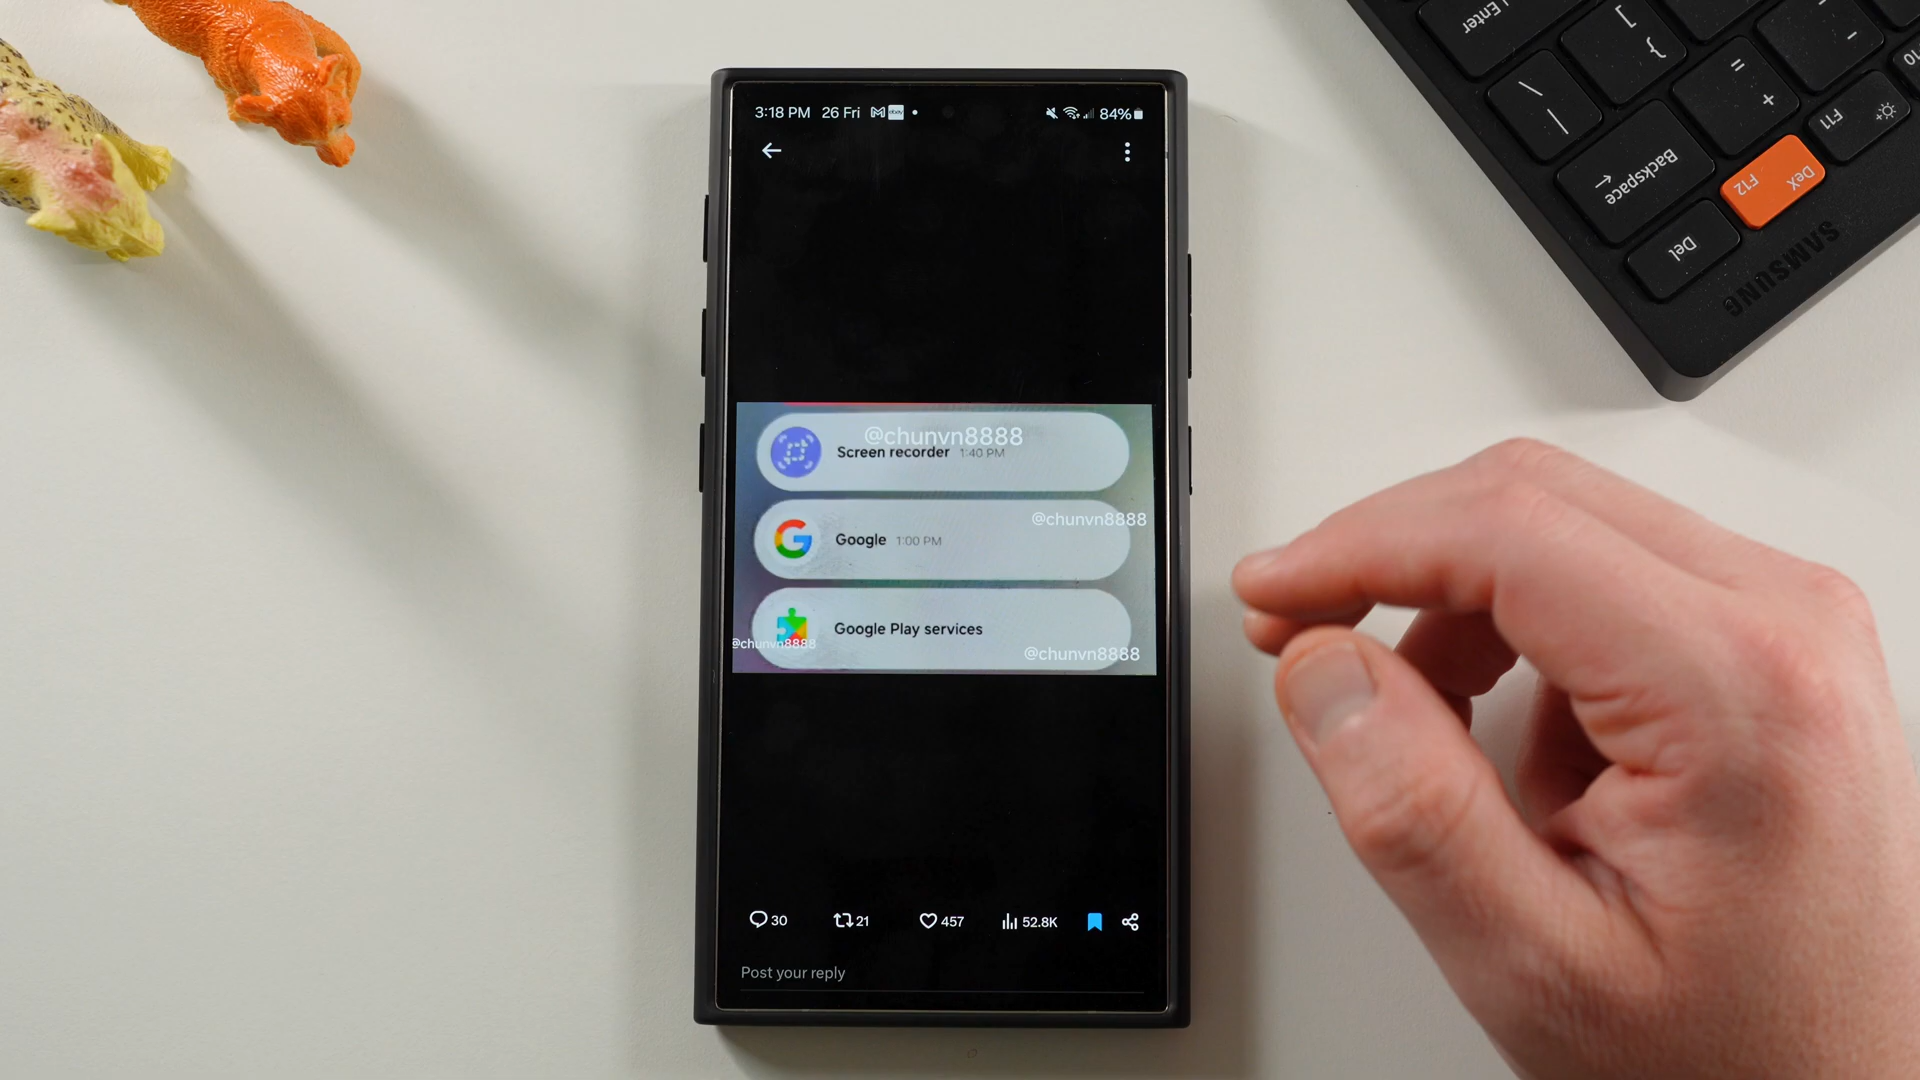 3:18 PM 26 Fri 84%
@chunvn8888
Screen recorder 1:40 PM
@chunvn8888
Google 1:00 PM
Google Play services
@chunvn8888
@chunvn8888
30 21 457 52.8K
Post your reply
Enter
\ |
] }
= +
-
Backspace
F12 DeX
F11
10
Del
SAMSUNG